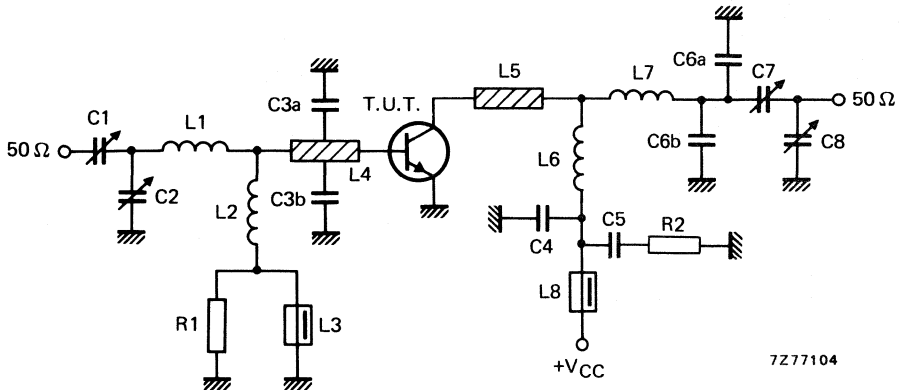 C6a
C7
L5
L7
50 Ω
C3a
T.U.T.
C1
L1
50 Ω
C6b
C8
L6
L4
C2
L2
C3b
C5
R2
C4
L8
R1
L3
+VCC
7Z77104